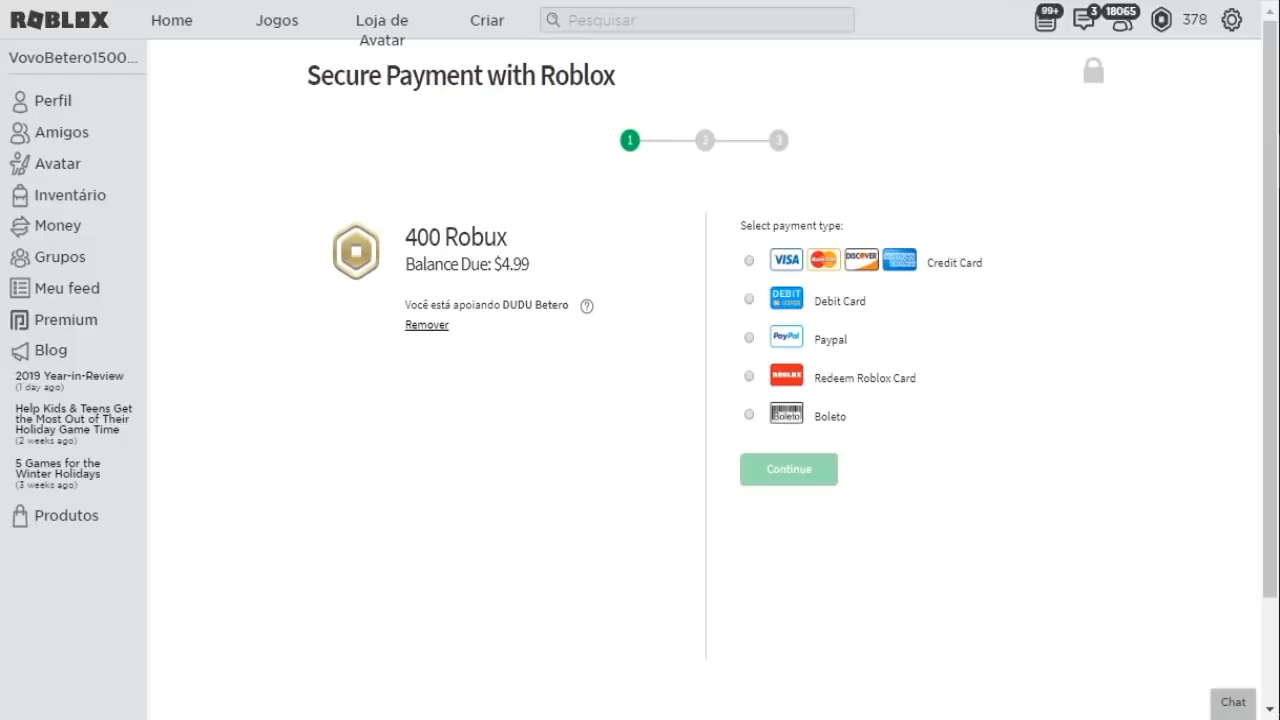 ROBLOX
Home
Jogos
Loja de
Avatar
Criar
Pesquisar
99+
3
18065
378
VovoBetero1500...
Perfil
Amigos
Avatar
Inventário
Money
Grupos
Meu feed
Premium
Blog
2019 Year-in-Review
(1 day ago)
Help Kids & Teens Get
the Most Out of Their
Holiday Game Time
(2 weeks ago)
5 Games for the
Winter Holidays
(3 weeks ago)
Produtos
Secure Payment with Roblox
1
2
3
400 Robux
Balance Due: $4.99
Você está apoiando DUDU Betero ?
Remover
Select payment type:
VISA MasterCard DISCOVER Credit Card
DEBIT Debit Card
PayPal Paypal
ROBLOX Redeem Roblox Card
Boleto Boleto
Continue
Chat